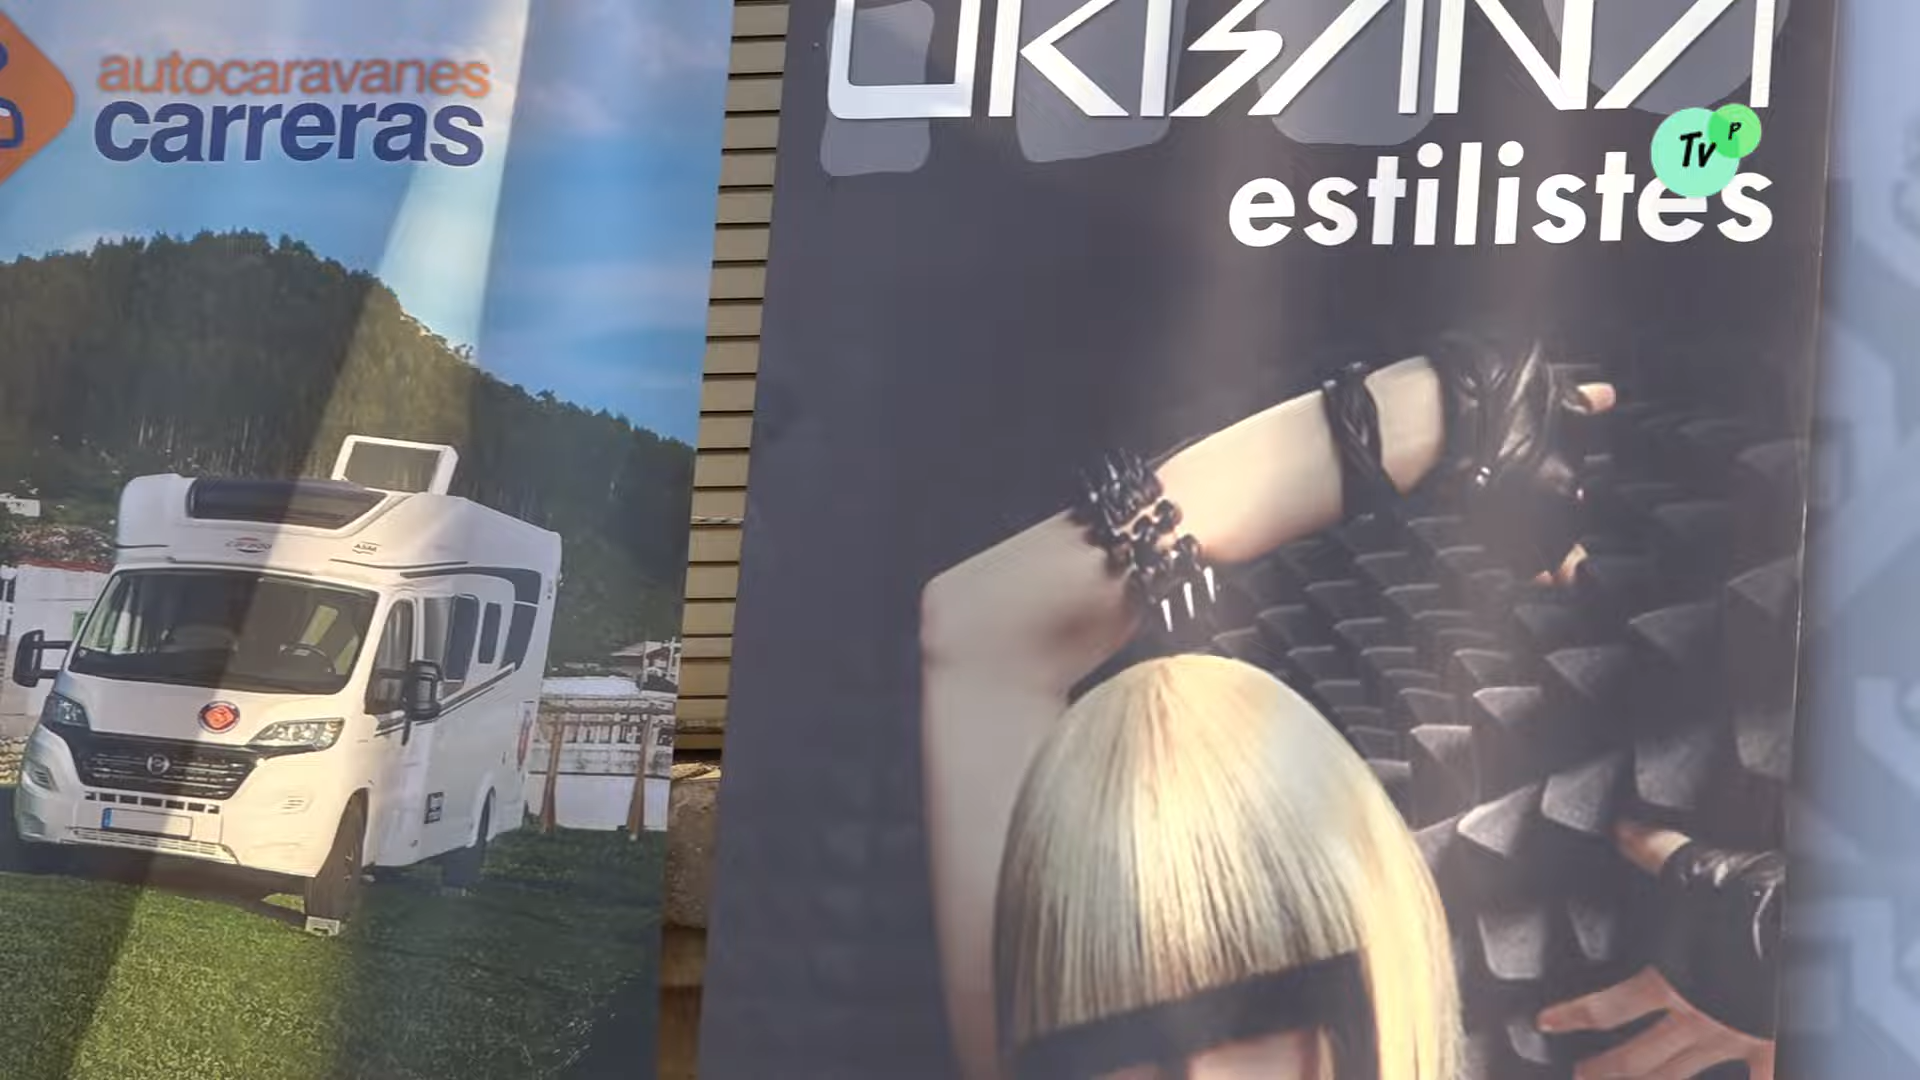 autocaravanes
carreras
URBANA
estilistes
Tv P